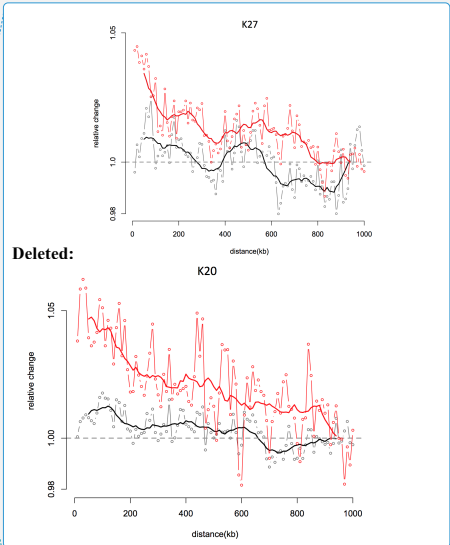 K27
1.05
relative change
1.0
0.98
0 200 400 600 800 1000
distance(kb)
Deleted:
K20
1.05
relative change
1.00
0.98
0 200 400 600 800 1000
distance(kb)